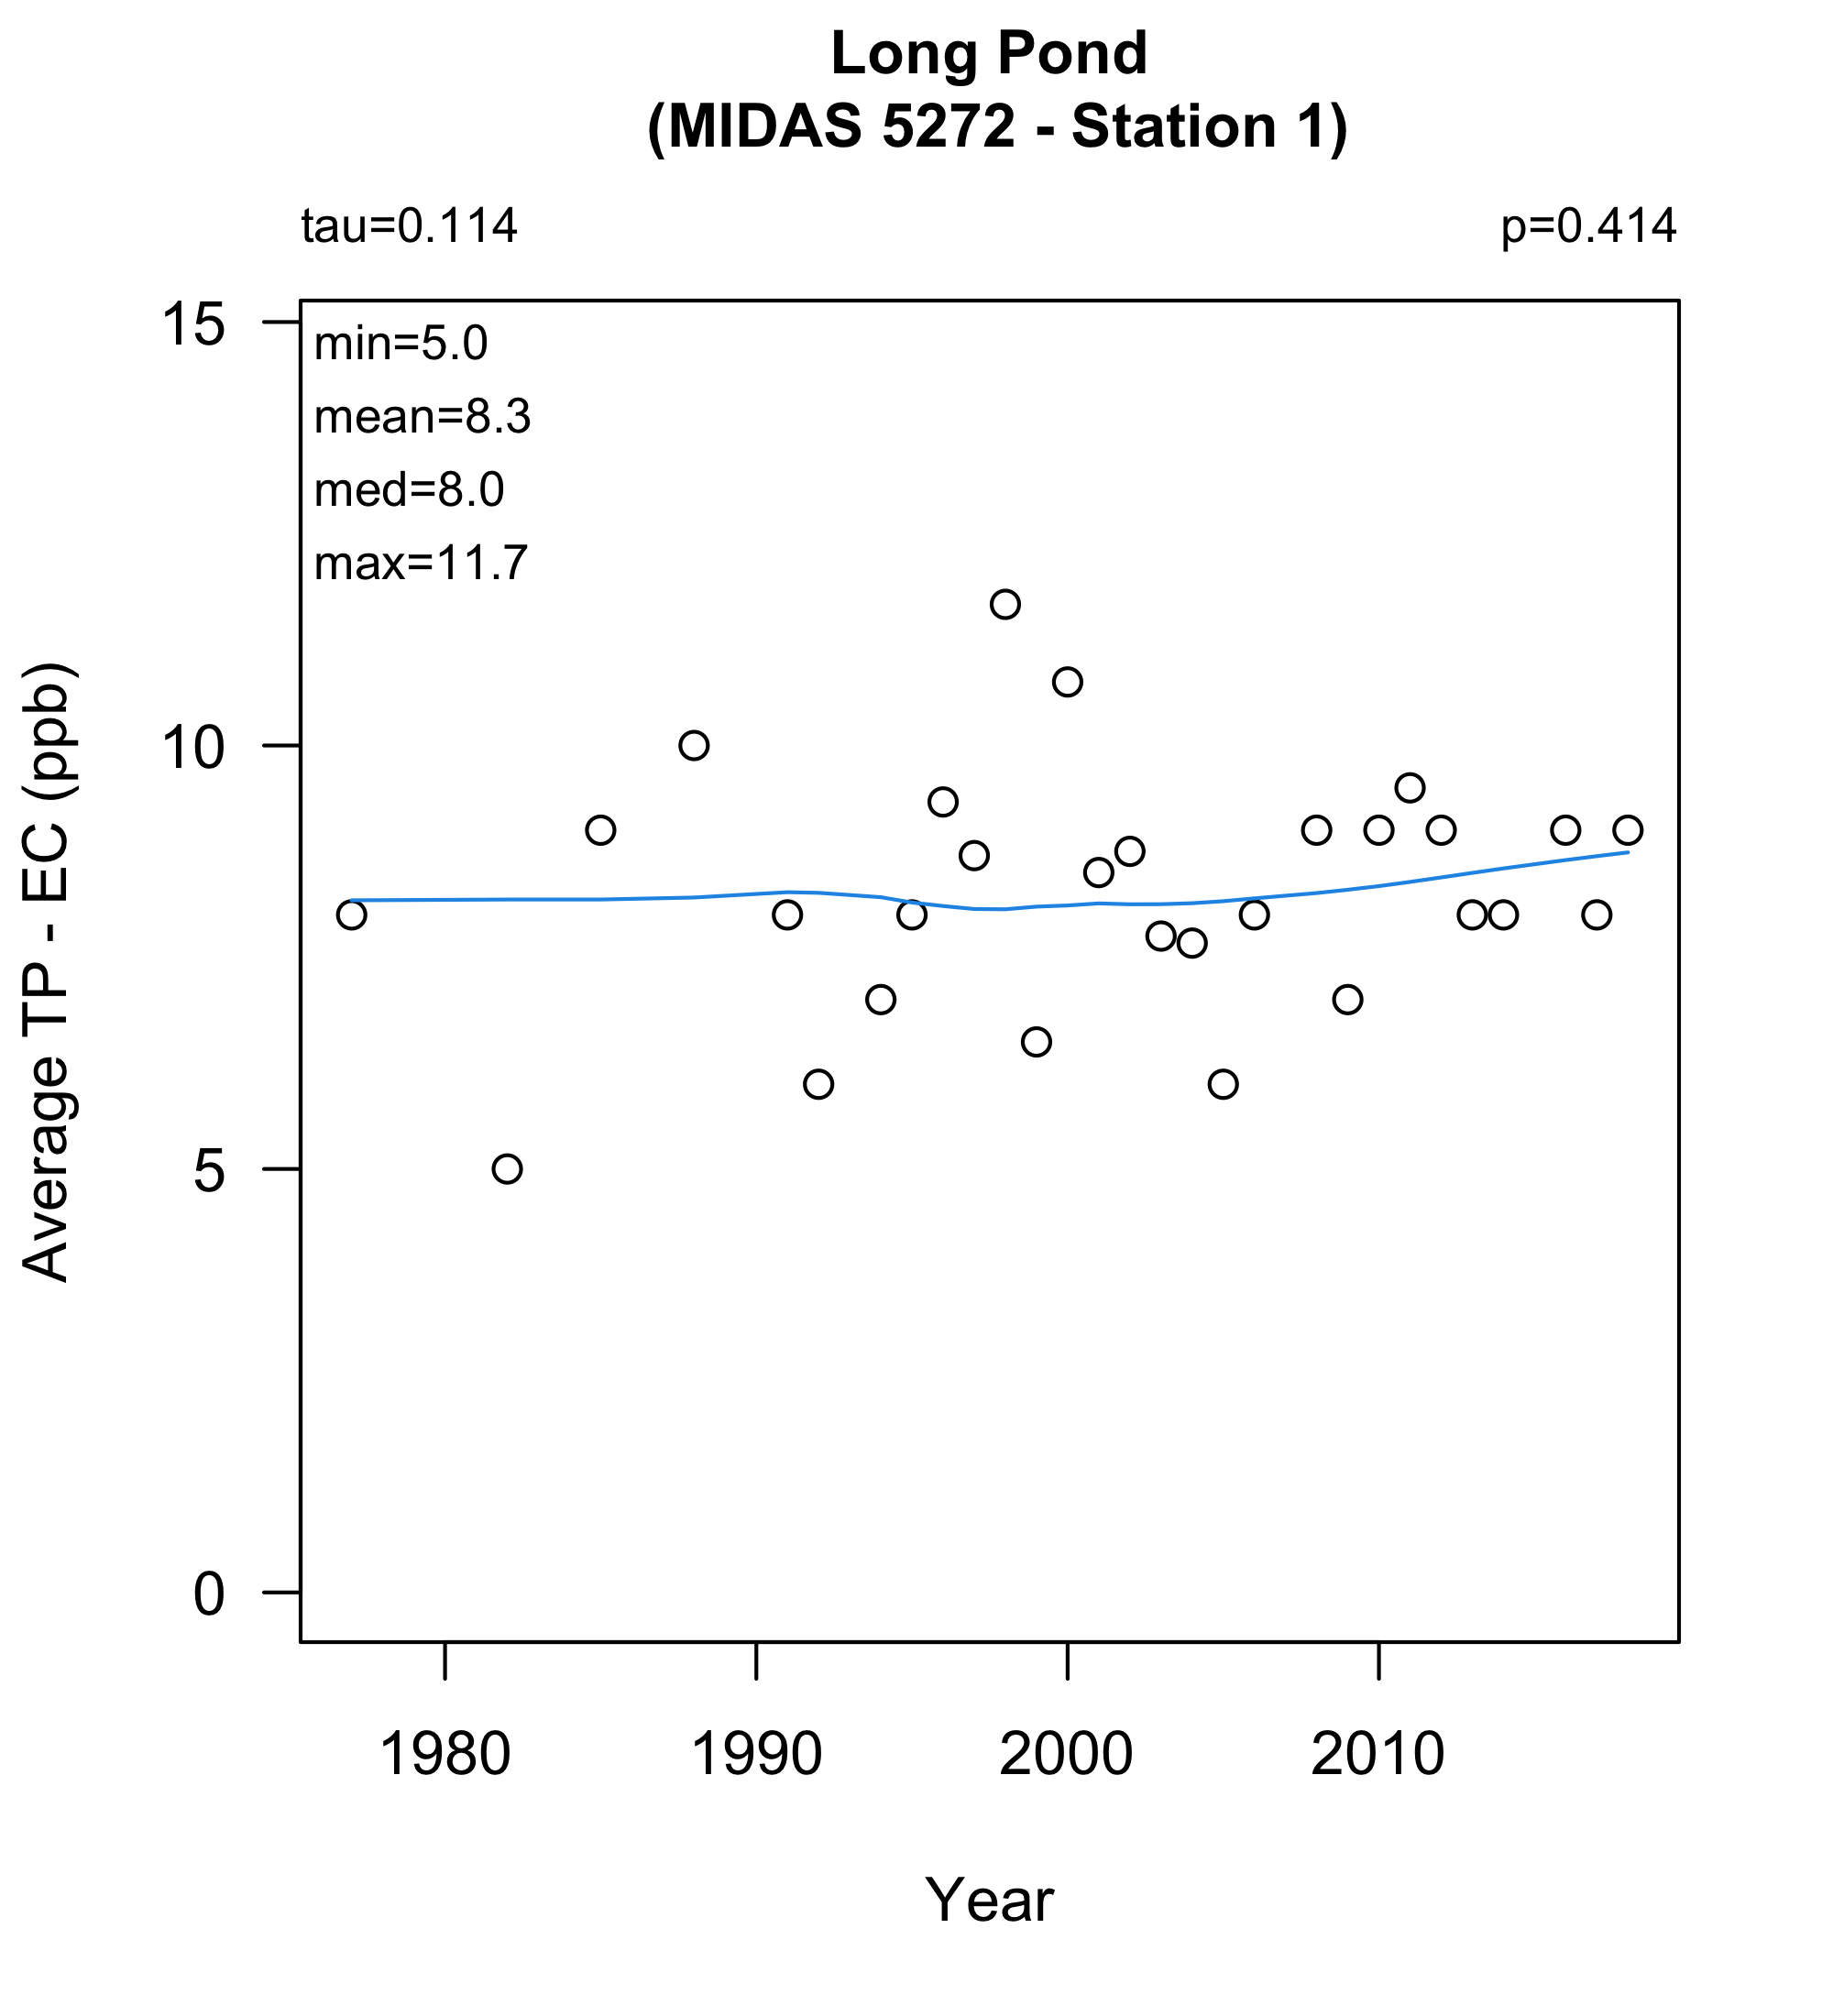 Long Pond
(MIDAS 5272 - Station 1)
tau=0.114
p=0.414
min=5.0
mean=8.3
med=8.0
max=11.7
15
10
5
0
Average TP - EC (ppb)
1980
1990
2000
2010
Year